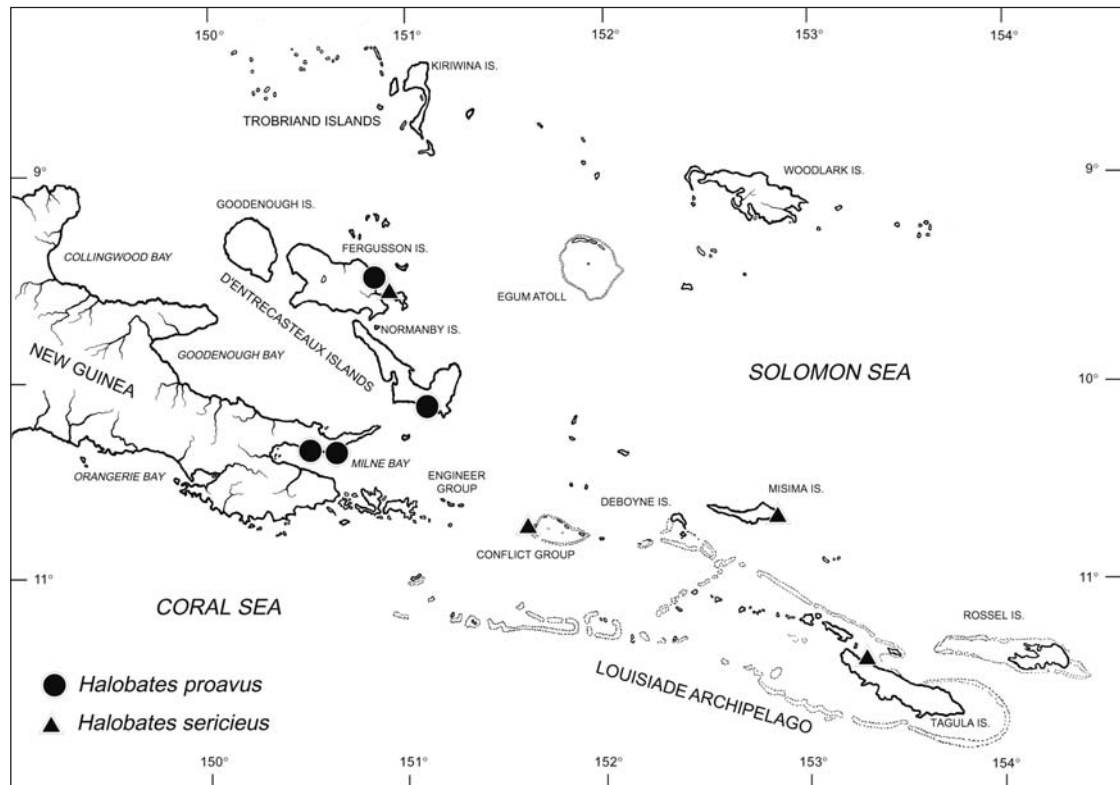 150°
151°
152°
153°
154°
KIRIWINA IS.
TROBRIAND ISLANDS
9°
9°
WOODLARK IS.
GOODENOUGH IS.
FERGUSSON IS.
COLLINGWOOD BAY
EGUM ATOLL
D'ENTRECASTEAUX ISLANDS
NORMANBY IS.
GOODENOUGH BAY
NEW GUINEA
SOLOMON SEA
10°
MILNE BAY
ORANGERIE BAY
ENGINEER
GROUP
DEBOYNE IS.
MISIMA IS.
CONFLICT GROUP
11°
11°
CORAL SEA
ROSSEL IS.
LOUISIADE ARCHIPELAGO
TAGULA IS.
Halobates proavus
Halobates sericieus
150°
151°
152°
153°
154°